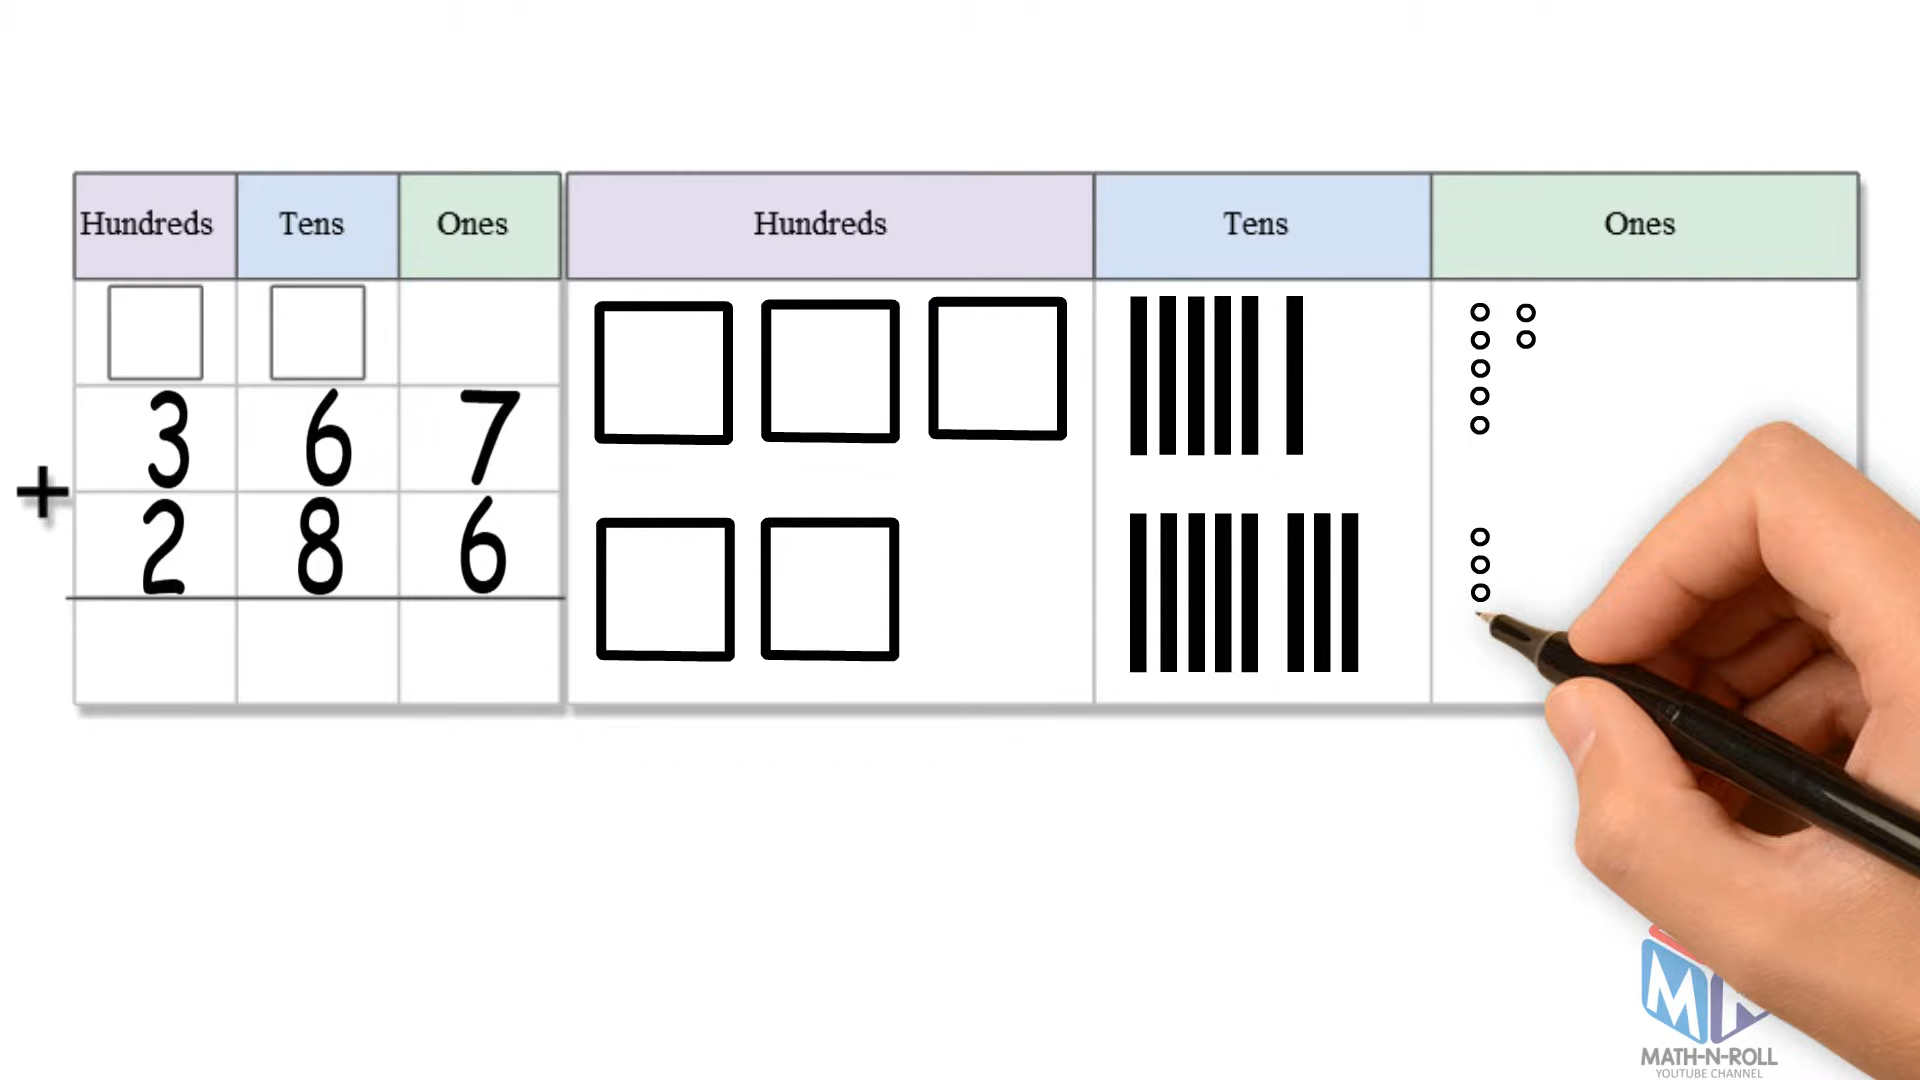 Hundreds Tens Ones Hundreds Tens Ones
3 6 7
+
2 8 6
M
MATH-N-ROLL
YOUTUBE CHANNEL